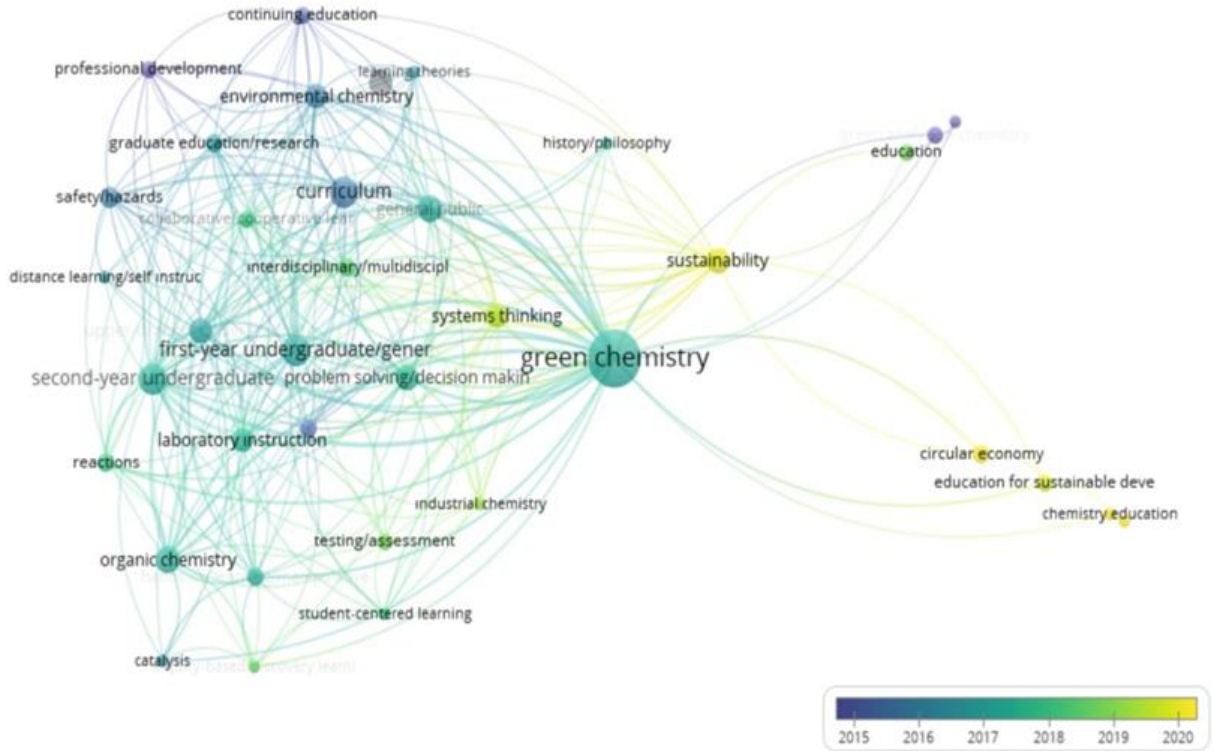 continuing education
professional development
learning theories
environmental chemistry
graduate education/research
history/philosophy
education
safety/hazards
curriculum
general public
collaborative/cooperative lear
sustainability
interdisciplinary/multidiscipl
distance learning/self instruc
systems thinking
first-year undergraduate/gener
green chemistry
second-year undergraduate
problem solving/decision makin
laboratory instruction
circular economy
reactions
education for sustainable deve
industrial chemistry
chemistry education
testing/assessment
organic chemistry
student-centered learning
catalysis
2015 2016 2017 2018 2019 2020